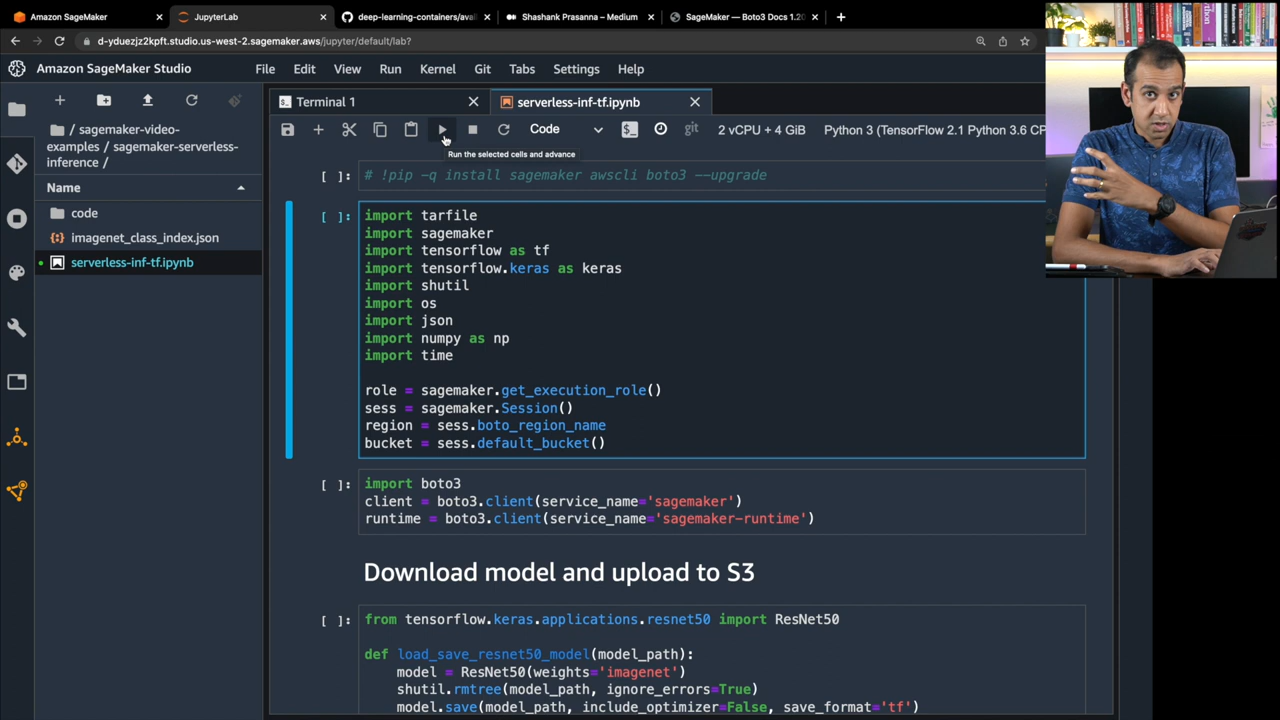 Amazon SageMaker
JupyterLab
deep-learning-containers/avai
Shashank Prasanna – Medium
SageMaker — Boto3 Docs 1.20
d-yduezjz2kpft.studio.us-west-2.sagemaker.aws/jupyter/default/lab?
Amazon SageMaker Studio
File Edit View Run Kernel Git Tabs Settings Help
/ sagemaker-video-
examples / sagemaker-serverless-
inference /
Name
code
imagenet_class_index.json
serverless-inf-tf.ipynb
Terminal 1
serverless-inf-tf.ipynb
Code
git
2 vCPU + 4 GiB
Python 3 (TensorFlow 2.1 Python 3.6 CP
Run the selected cells and advance
[ ]: # !pip -q install sagemaker awscli boto3 --upgrade
[ ]: import tarfile
import sagemaker
import tensorflow as tf
import tensorflow.keras as keras
import shutil
import os
import json
import numpy as np
import time
role = sagemaker.get_execution_role()
sess = sagemaker.Session()
region = sess.boto_region_name
bucket = sess.default_bucket()
[ ]: import boto3
client = boto3.client(service_name='sagemaker')
runtime = boto3.client(service_name='sagemaker-runtime')
Download model and upload to S3
[ ]: from tensorflow.keras.applications.resnet50 import ResNet50
def load_save_resnet50_model(model_path):
model = ResNet50(weights='imagenet')
shutil.rmtree(model_path, ignore_errors=True)
model.save(model_path, include_optimizer=False, save_format='tf')